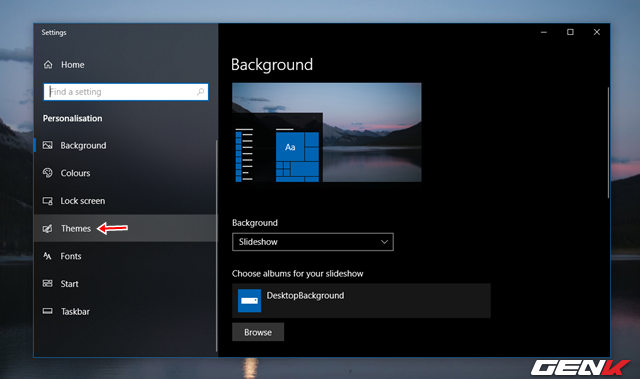 Settings
Home
Find a setting
Personalisation
Background
Colours
Lock screen
Themes
Fonts
Start
Taskbar
Background
Aa
Background
Slideshow
Choose albums for your slideshow
DesktopBackground
Browse
GENK